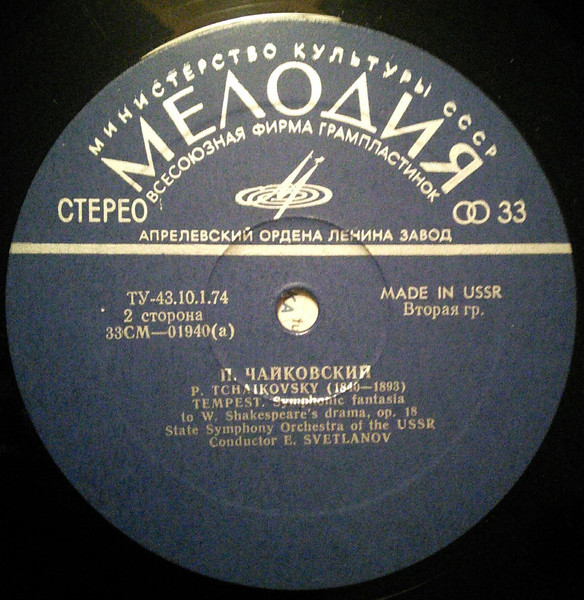 МИНИСТЕРСТВО КУЛЬТУРЫ СССР
МЕЛОДИЯ
ВСЕСОЮЗНАЯ ФИРМА ГРАМПЛАСТИНОК
СТЕРЕО
33
АПРЕЛЕВСКИЙ ОРДЕНА ЛЕНИНА ЗАВОД
ТУ-43.10.1.74
2 сторона
33СМ—01940(а)
MADE IN USSR
Вторая гр.
П. ЧАЙКОВСКИЙ
P. TCHAIKOVSKY (1840—1893)
TEMPEST. Symphonic fantasia
to W. Shakespeare's drama, op. 18
State Symphony Orchestra of the USSR
Conductor E. SVETLANOV